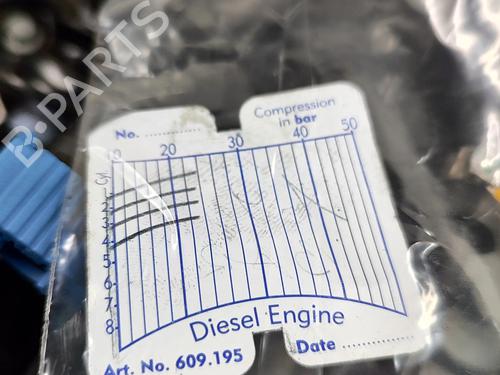 B-PARTS
No. ..............
Compression
in bar
10 20 30 40 50
Cyl.
1
2
3
4
5
6
7
8
Diesel Engine
Art. No. 609.195
Date ..................